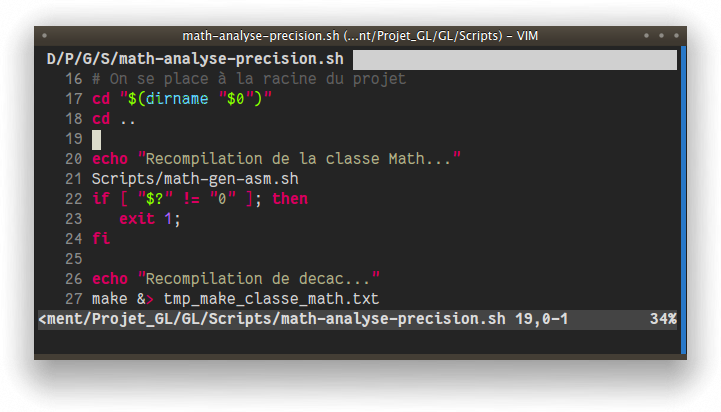 math-analyse-precision.sh (...nt/Projet_GL/GL/Scripts) - VIM
D/P/G/S/math-analyse-precision.sh
16 # On se place à la racine du projet
17 cd "$(dirname "$0")"
18 cd ..
19
20 echo "Recompilation de la classe Math..."
21 Scripts/math-gen-asm.sh
22 if [ "$?" != "0" ]; then
23    exit 1;
24 fi
25
26 echo "Recompilation de decac..."
27 make &> tmp_make_classe_math.txt
<ment/Projet_GL/GL/Scripts/math-analyse-precision.sh 19,0-1 34%